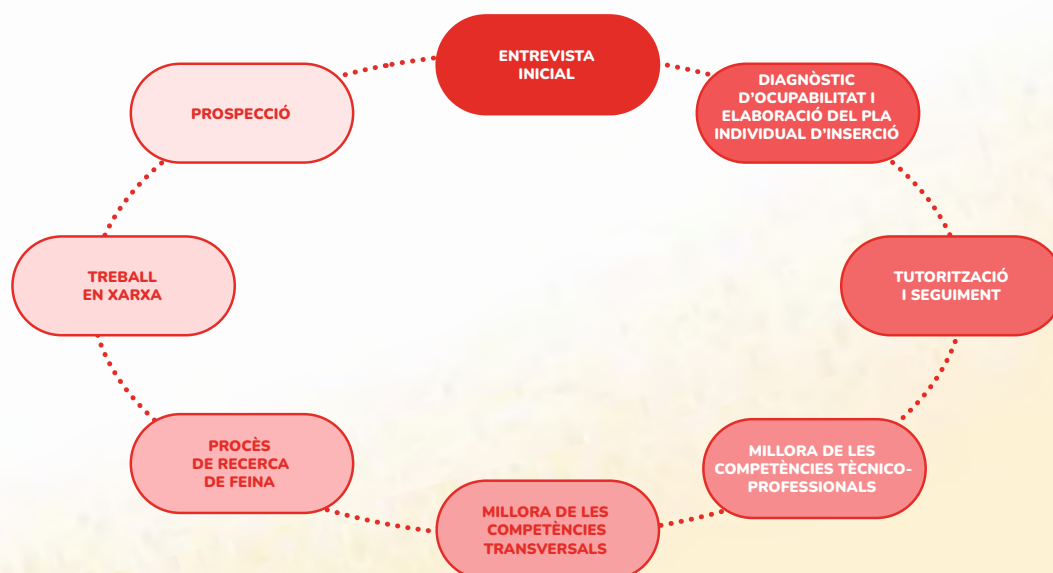 ENTREVISTA
INICIAL
DIAGNÒSTIC
D'OCUPABILITAT I
ELABORACIÓ DEL PLA
INDIVIDUAL D'INSERCIÓ
TUTORITZACIÓ
I SEGUIMENT
MILLORA DE LES
COMPETÈNCIES TÈCNICO-
PROFESSIONALS
MILLORA DE LES
COMPETÈNCIES
TRANSVERSALS
PROCÈS
DE RECERCA
DE FEINA
TREBALL
EN XARXA
PROSPECCIÓ